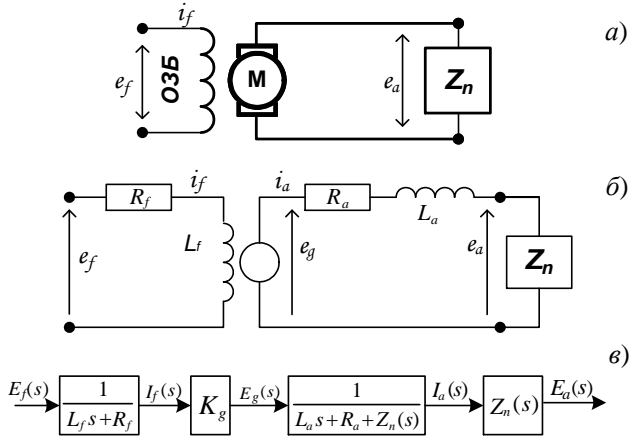 i_f
а)
e_f
ОЗБ
М
e_a
Z_n
б)
R_f
i_f
i_a
R_a
L_a
e_f
L_f
e_g
e_a
Z_n
в)
E_f(s) 1 / (L_f s + R_f) I_f(s) K_g E_g(s) 1 / (L_a s + R_a + Z_n(s)) I_a(s) Z_n(s) E_a(s)